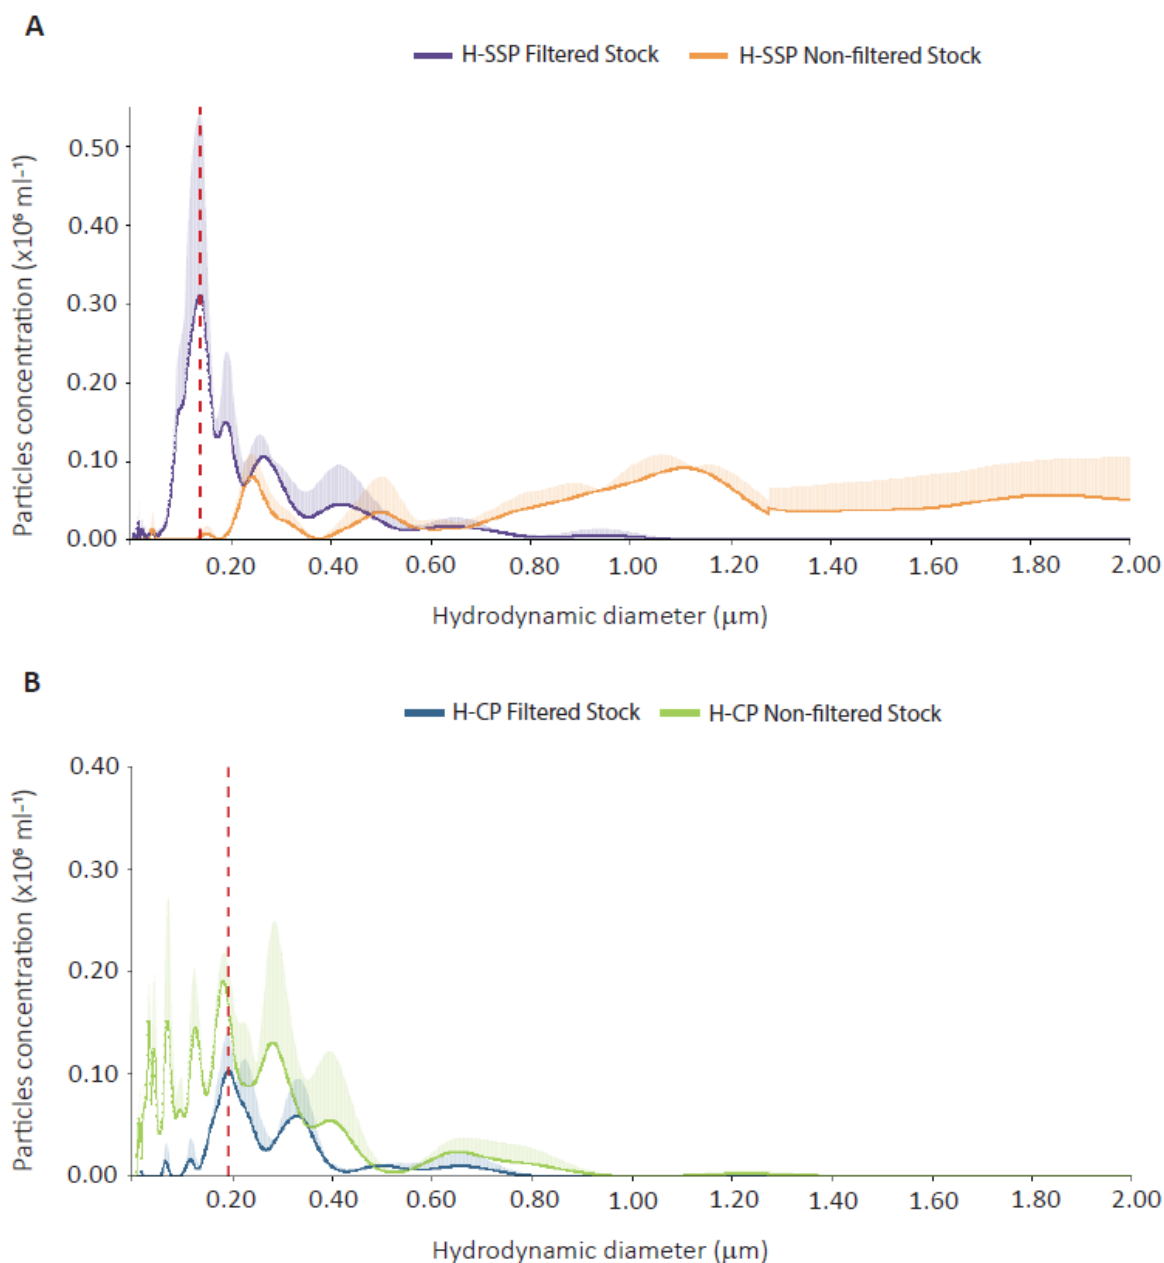 A
H-SSP Filtered Stock H-SSP Non-filtered Stock
Particles concentration (x10⁶ ml⁻¹)
0.50
0.40
0.30
0.20
0.10
0.00
0.20 0.40 0.60 0.80 1.00 1.20 1.40 1.60 1.80 2.00
Hydrodynamic diameter (μm)
B
H-CP Filtered Stock H-CP Non-filtered Stock
Particles concentration (x10⁶ ml⁻¹)
0.40
0.30
0.20
0.10
0.00
0.20 0.40 0.60 0.80 1.00 1.20 1.40 1.60 1.80 2.00
Hydrodynamic diameter (μm)